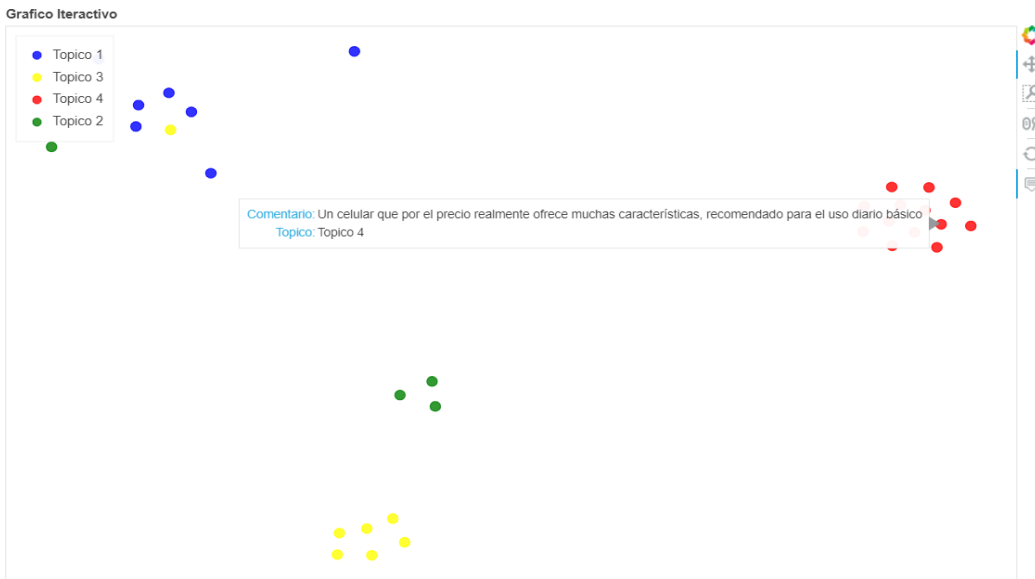 Grafico Iteractivo
Topico 1
Topico 3
Topico 4
Topico 2
Comentario: Un celular que por el precio realmente ofrece muchas características, recomendado para el uso diario básico
Topico: Topico 4